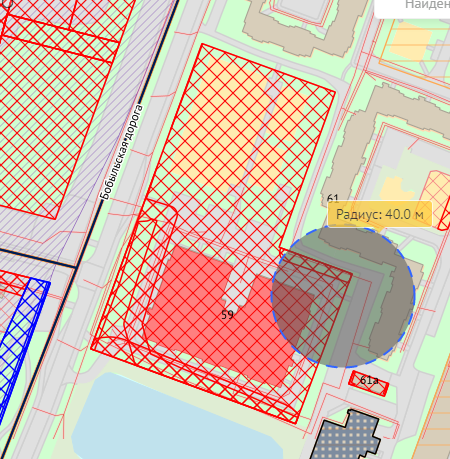 Найден
Бобыльская дорога
61
Радиус: 40.0 м
59
61а